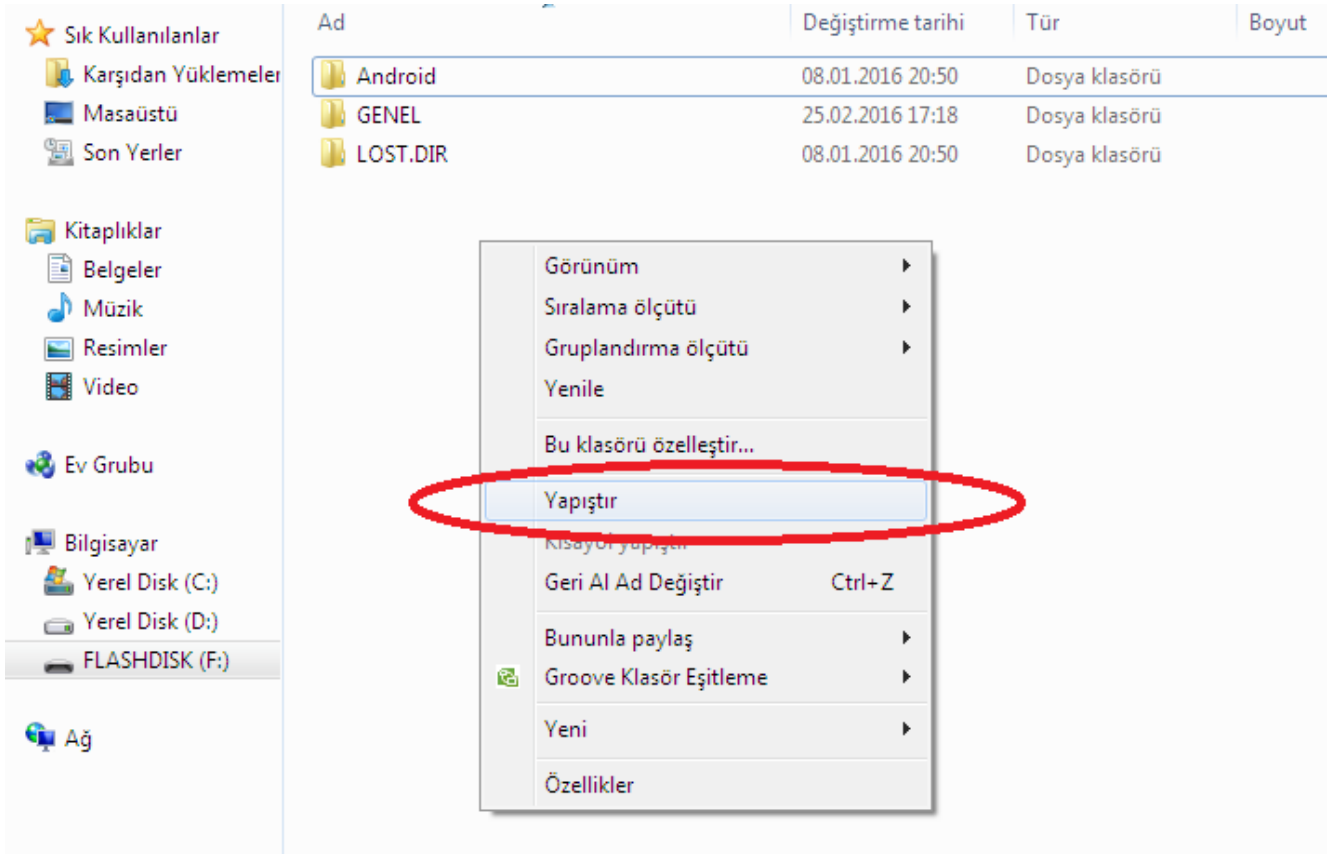 Sık Kullanılanlar
Karşıdan Yüklemeler
Masaüstü
Son Yerler
Kitaplıklar
Belgeler
Müzik
Resimler
Video
Ev Grubu
Bilgisayar
Yerel Disk (C:)
Yerel Disk (D:)
FLASHDISK (F:)
Ağ
Ad Değiştirme tarihi Tür Boyut
Android 08.01.2016 20:50 Dosya klasörü
GENEL 25.02.2016 17:18 Dosya klasörü
LOST.DIR 08.01.2016 20:50 Dosya klasörü
Görünüm
Sıralama ölçütü
Gruplandırma ölçütü
Yenile
Bu klasörü özelleştir...
Yapıştır
Kısayol yapıştır
Geri Al Ad Değiştir Ctrl+Z
Bununla paylaş
Groove Klasör Eşitleme
Yeni
Özellikler